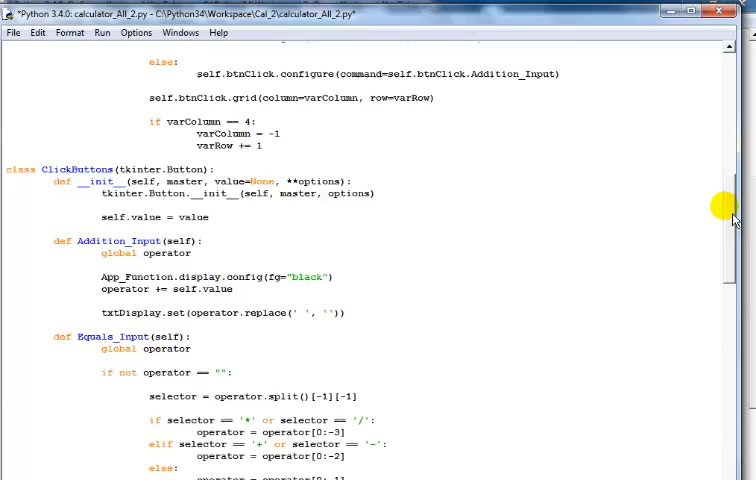 *Python 3.4.0: calculator_All_2.py - C:\Python34\Workspace\Cal_2\calculator_All_2.py*
File Edit Format Run Options Windows Help
else:
self.btnClick.configure(command=self.btnClick.Addition_Input)
self.btnClick.grid(column=varColumn, row=varRow)
if varColumn == 4:
varColumn = -1
varRow += 1
class ClickButtons(tkinter.Button):
def __init__(self, master, value=None, **options):
tkinter.Button.__init__(self, master, options)
self.value = value
def Addition_Input(self):
global operator
App_Function.display.config(fg="black")
operator += self.value
txtDisplay.set(operator.replace(' ', ''))
def Equals_Input(self):
global operator
if not operator == "":
selector = operator.split()[-1][-1]
if selector == '*' or selector == '/':
operator = operator[0:-3]
elif selector == '+' or selector == '-':
operator = operator[0:-2]
else: